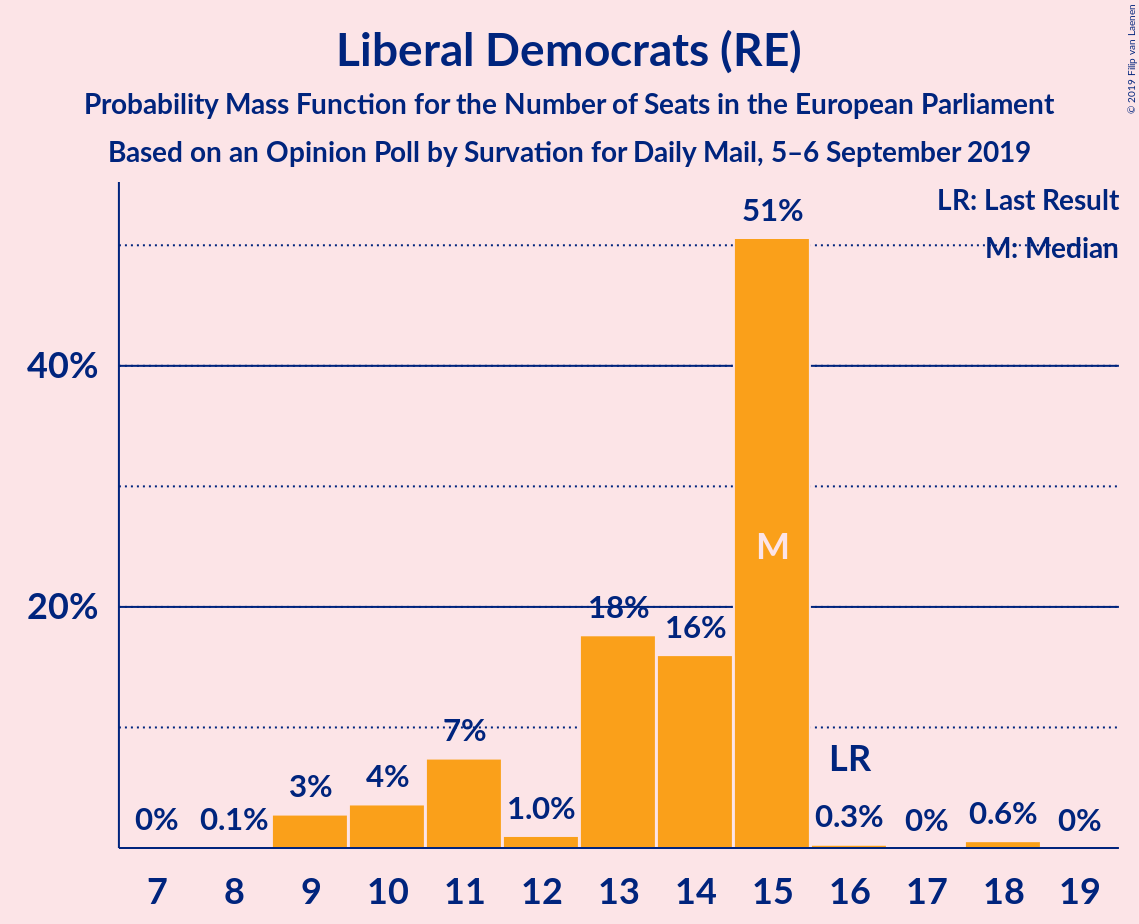 Liberal Democrats (RE)
Probability Mass Function for the Number of Seats in the European Parliament
Based on an Opinion Poll by Survation for Daily Mail, 5–6 September 2019
© 2019 Filip van Laenen
LR: Last Result
M: Median
51%
40%
M
20%
18%
16%
7%
LR
4%
3%
0%
0.1%
1.0%
0.3%
0%
0.6%
0%
7 8 9 10 11 12 13 14 15 16 17 18 19